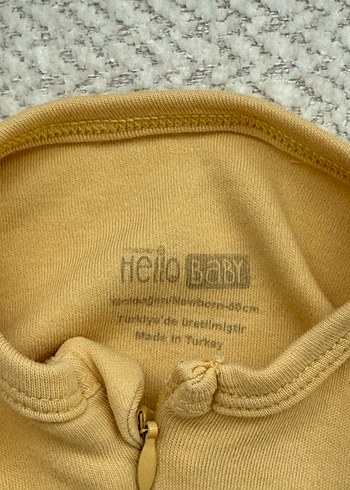 Hello BABY
Yenidoğan/Newborn-60cm
Türkiye'de üretilmiştir
Made in Turkey